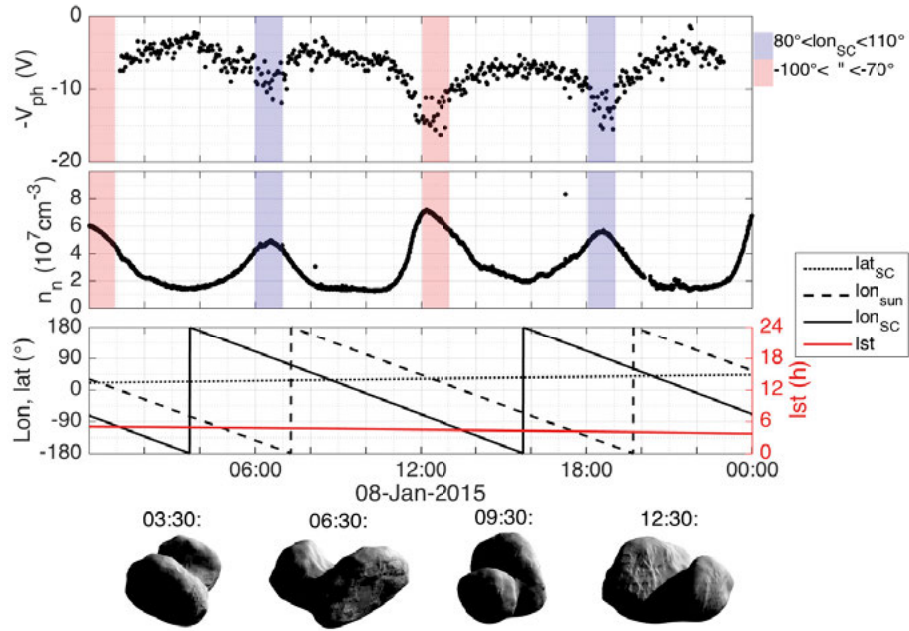 0
-10
-20
-V_ph (V)
80°<lon_SC<110°
-100°< " <-70°
8
6
4
2
0
n_n (10^7 cm^-3)
180
90
0
-90
-180
Lon, lat (°)
24
18
12
6
0
lst (h)
lat_SC
lon_sun
lon_SC
lst
06:00 12:00 18:00 00:00
08-Jan-2015
03:30: 06:30: 09:30: 12:30: